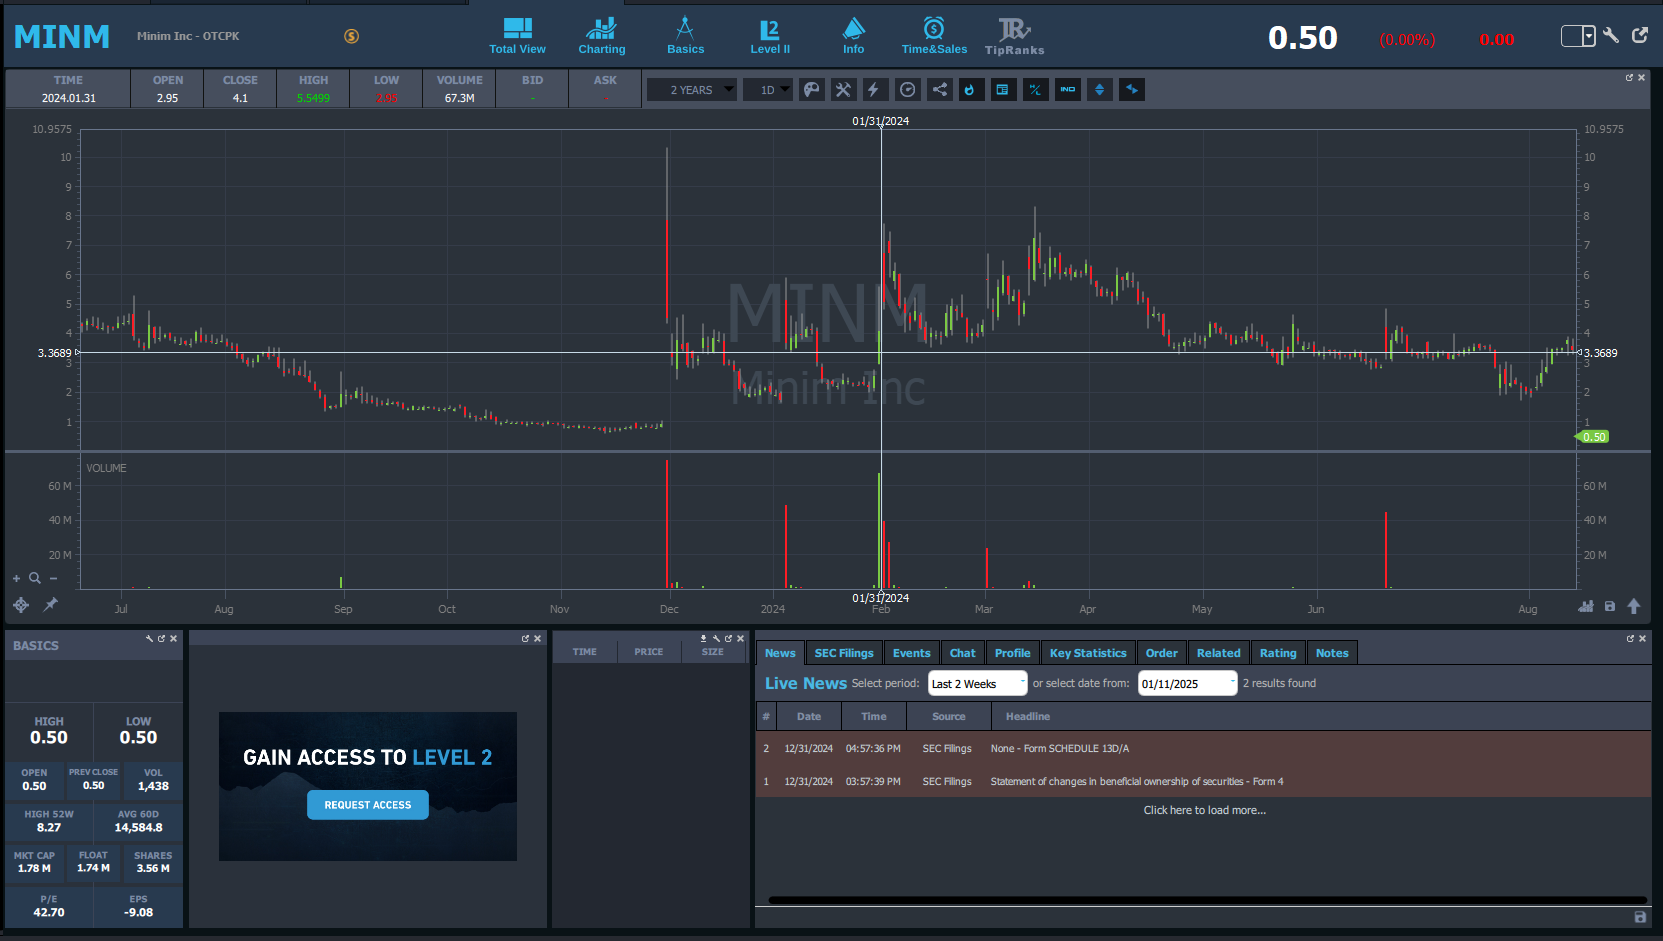 MINM
Minim Inc - OTCPK
Total View
Charting
Basics
Level II
Info
Time&Sales
TipRanks
0.50
(0.00%)
0.00
TIME OPEN CLOSE HIGH LOW VOLUME BID ASK
2024.01.31 2.95 4.1 5.5499 2.95 67.3M - -
2 YEARS
1D
IND
01/31/2024
10.9575 10.9575
10 10
9 9
8 8
7 7
6 6
5 5
4 4
3.3689 3.3689
3 3
2 2
1 1
0.50
MINM
Minim Inc
VOLUME
60 M 60 M
40 M 40 M
20 M 20 M
01/31/2024
Jul Aug Sep Oct Nov Dec 2024 Feb Mar Apr May Jun Aug
BASICS
HIGH LOW
0.50 0.50
OPEN PREV CLOSE VOL
0.50 0.50 1,438
HIGH 52W AVG 60D
8.27 14,584.8
MKT CAP FLOAT SHARES
1.78 M 1.74 M 3.56 M
P/E EPS
42.70 -9.08
GAIN ACCESS TO LEVEL 2
REQUEST ACCESS
TIME PRICE SIZE
News SEC Filings Events Chat Profile Key Statistics Order Related Rating Notes
Live News Select period: Last 2 Weeks or select date from: 01/11/2025 2 results found
# Date Time Source Headline
2 12/31/2024 04:57:36 PM SEC Filings None - Form SCHEDULE 13D/A
1 12/31/2024 03:57:39 PM SEC Filings Statement of changes in beneficial ownership of securities - Form 4
Click here to load more...